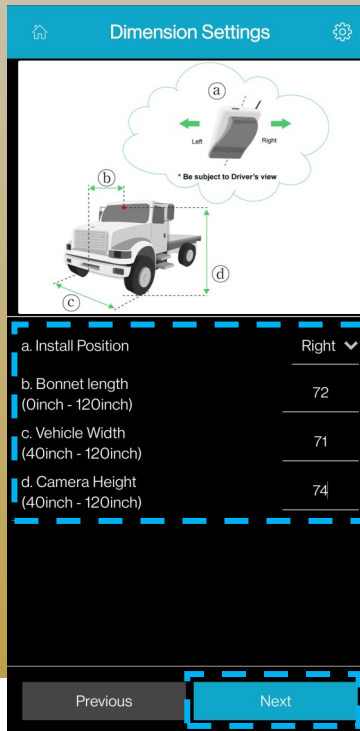 Dimension Settings
a
Left
Right
* Be subject to Driver's view
b
d
c
a. Install Position
Right
b. Bonnet length
(0inch - 120inch)
72
c. Vehicle Width
(40inch - 120inch)
71
d. Camera Height
(40inch - 120inch)
74
Previous
Next